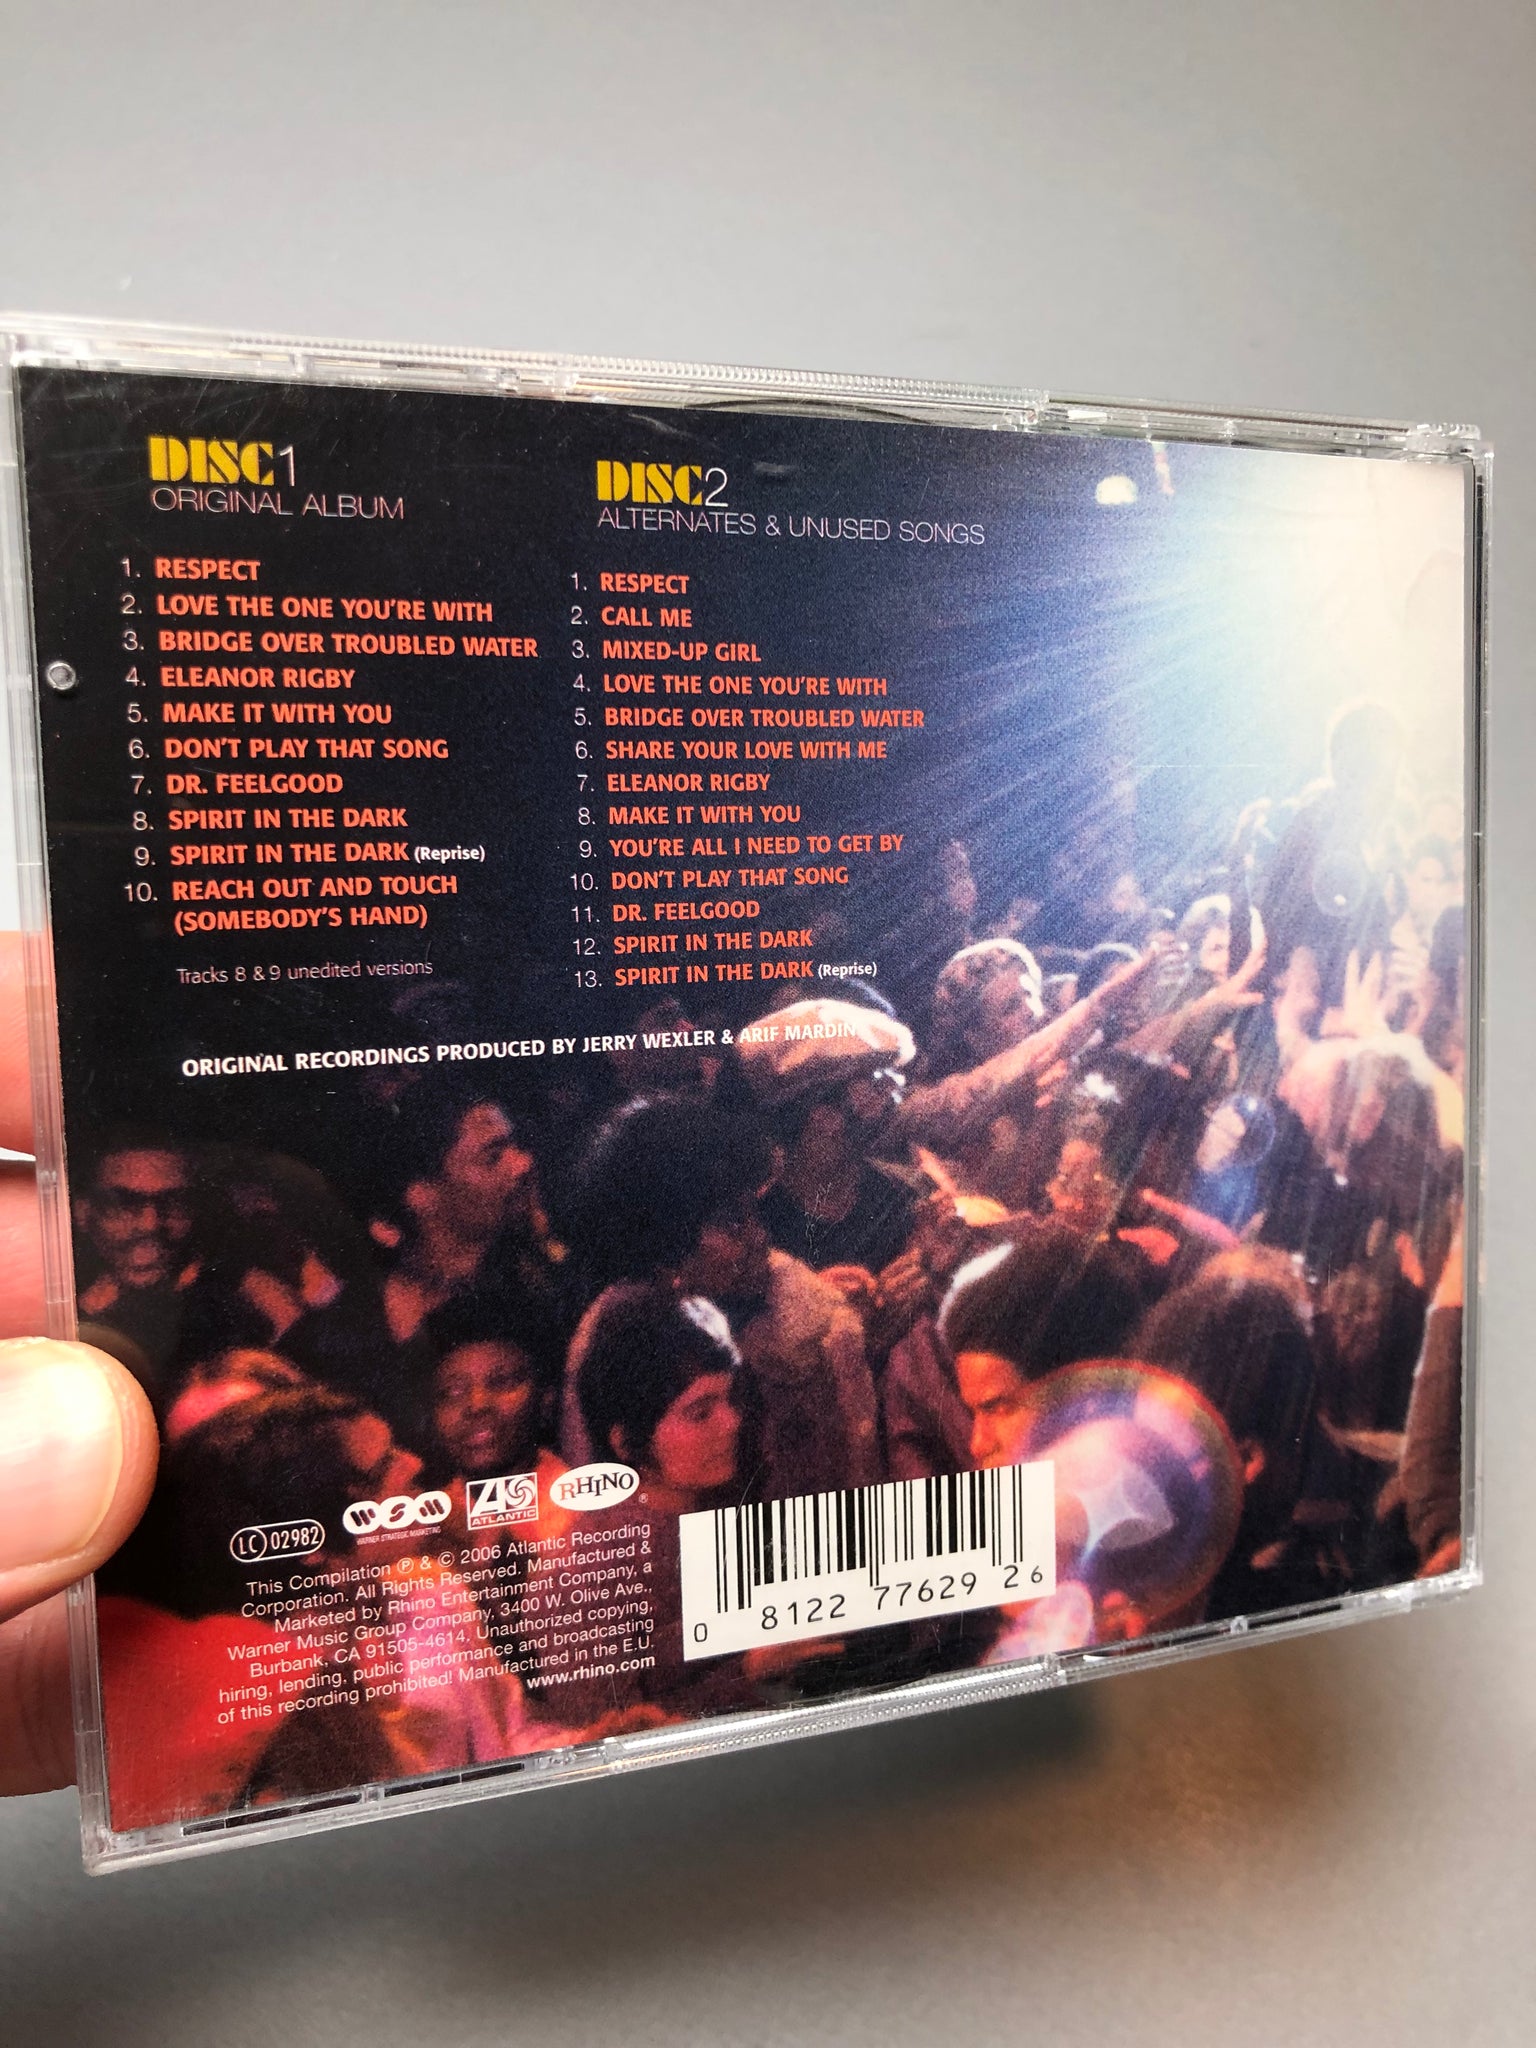 DISC 1
ORIGINAL ALBUM
1. RESPECT
2. LOVE THE ONE YOU'RE WITH
3. BRIDGE OVER TROUBLED WATER
4. ELEANOR RIGBY
5. MAKE IT WITH YOU
6. DON'T PLAY THAT SONG
7. DR. FEELGOOD
8. SPIRIT IN THE DARK
9. SPIRIT IN THE DARK (Reprise)
10. REACH OUT AND TOUCH
(SOMEBODY'S HAND)
Tracks 8 & 9 unedited versions
DISC 2
ALTERNATES & UNUSED SONGS
1. RESPECT
2. CALL ME
3. MIXED-UP GIRL
4. LOVE THE ONE YOU'RE WITH
5. BRIDGE OVER TROUBLED WATER
6. SHARE YOUR LOVE WITH ME
7. ELEANOR RIGBY
8. MAKE IT WITH YOU
9. YOU'RE ALL I NEED TO GET BY
10. DON'T PLAY THAT SONG
11. DR. FEELGOOD
12. SPIRIT IN THE DARK
13. SPIRIT IN THE DARK (Reprise)
ORIGINAL RECORDINGS PRODUCED BY JERRY WEXLER & ARIF MARDIN
LC 02982
WSM
WARNER STRATEGIC MARKETING
ATLANTIC
RHINO ®
This Compilation ℗ & © 2006 Atlantic Recording
Corporation. All Rights Reserved. Manufactured &
Marketed by Rhino Entertainment Company, a
Warner Music Group Company, 3400 W. Olive Ave.,
Burbank, CA 91505-4614. Unauthorized copying,
hiring, lending, public performance and broadcasting
of this recording prohibited! Manufactured in the E.U.
www.rhino.com
0 8122 77629 2 6